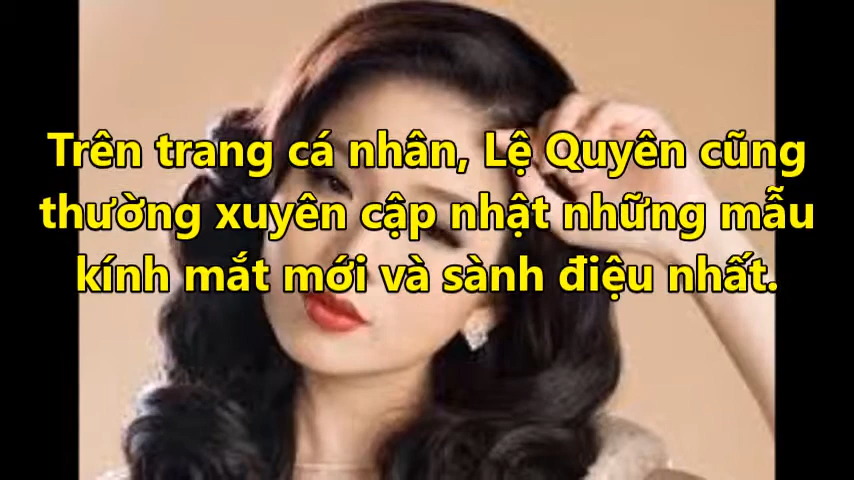 Trên trang cá nhân, Lệ Quyên cũng
thường xuyên cập nhật những mẫu
kính mắt mới và sành điệu nhất.